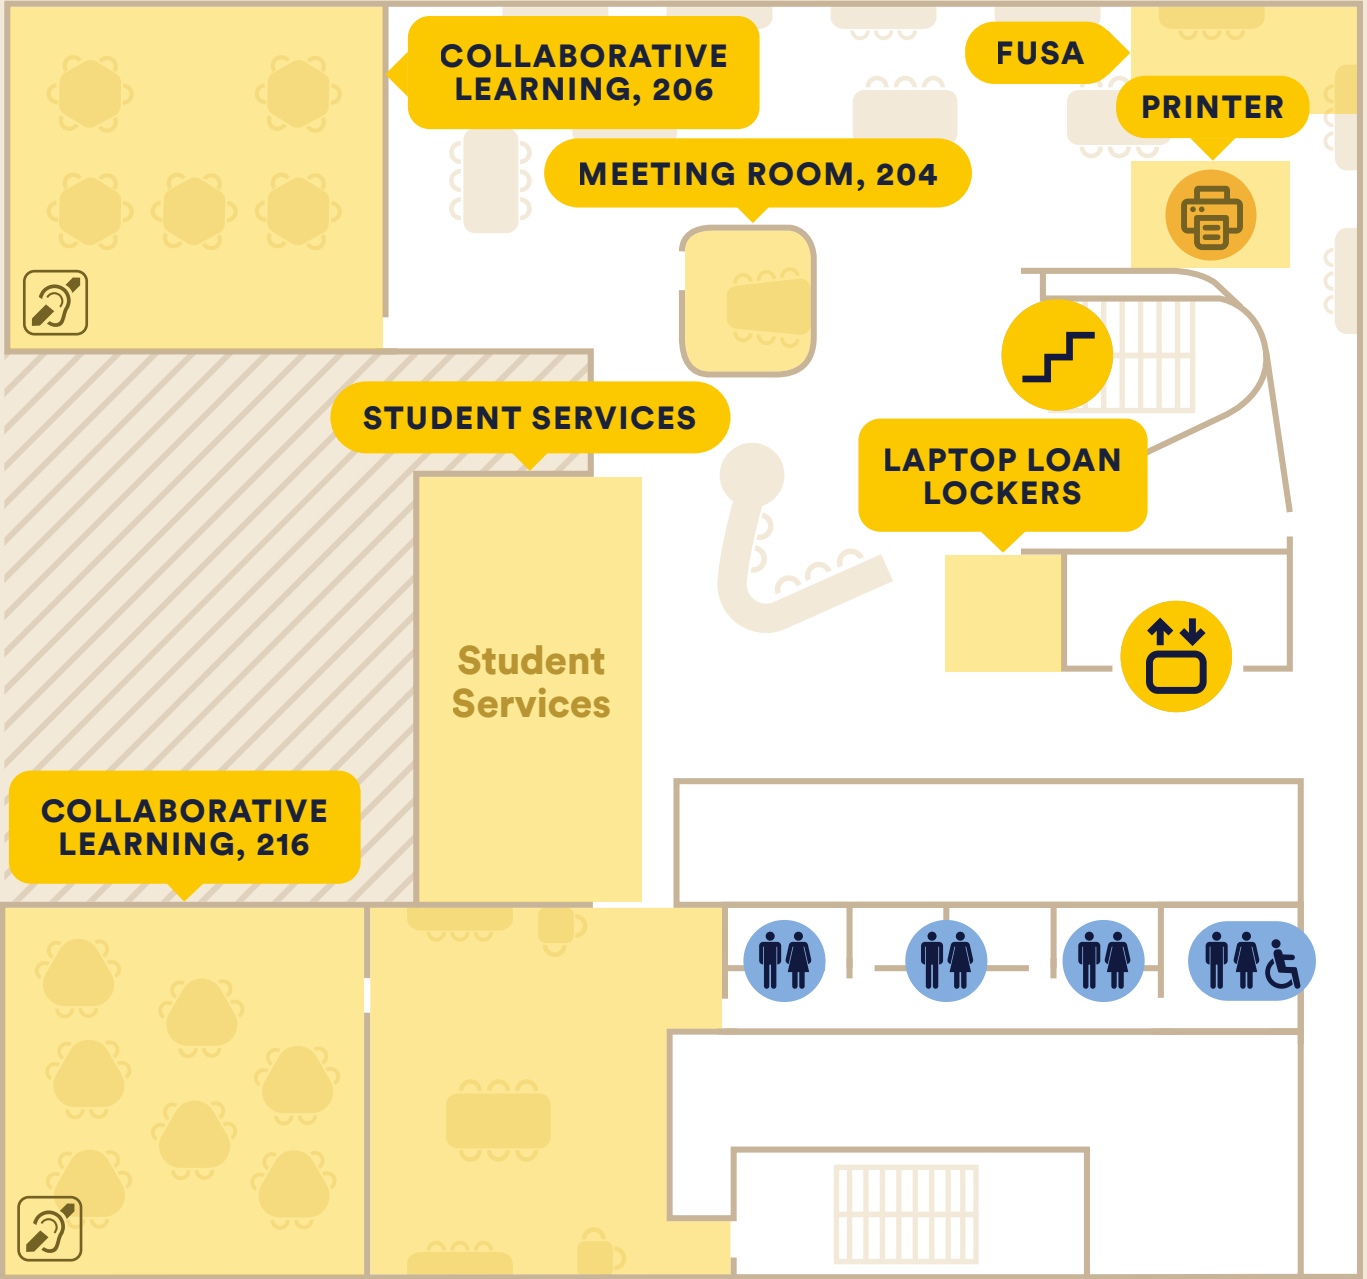 COLLABORATIVE
LEARNING, 206
FUSA
PRINTER
MEETING ROOM, 204
STUDENT SERVICES
LAPTOP LOAN
LOCKERS
Student
Services
COLLABORATIVE
LEARNING, 216